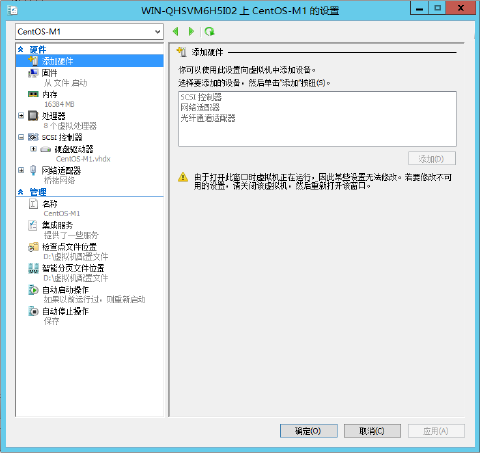 WIN-QHSVM6H5I02 上 CentOS-M1 的设置
CentOS-M1
硬件
添加硬件
固件
从 文件 启动
内存
16384 MB
处理器
8 个虚拟处理器
SCSI 控制器
硬盘驱动器
CentOS-M1.vhdx
网络适配器
桥接网络
管理
名称
CentOS-M1
集成服务
提供了一些服务
检查点文件位置
D:\虚拟机配置文件
智能分页文件位置
D:\虚拟机配置文件
自动启动操作
如果以前运行过，则重新启动
自动停止操作
保存
添加硬件
你可以使用此设置向虚拟机中添加设备。
选择要添加的设备，然后单击"添加"按钮(S)。
SCSI 控制器
网络适配器
光纤通道适配器
添加(D)
由于打开此窗口时虚拟机正在运行，因此某些设置无法修改。若要修改不可
用的设置，请关闭该虚拟机，然后重新打开该窗口。
确定(O)
取消(C)
应用(A)